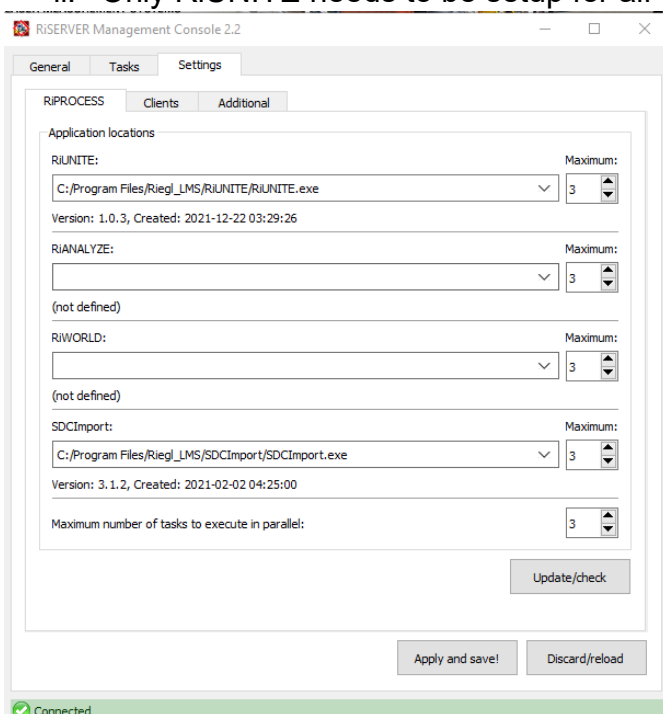 Only RiUNITE needs to be setup for all
RiSERVER Management Console 2.2
General Tasks Settings
RiPROCESS Clients Additional
Application locations
RiUNITE: Maximum:
C:/Program Files/Riegl_LMS/RiUNITE/RiUNITE.exe 3
Version: 1.0.3, Created: 2021-12-22 03:29:26
RiANALYZE: Maximum:
3
(not defined)
RiWORLD: Maximum:
3
(not defined)
SDCImport: Maximum:
C:/Program Files/Riegl_LMS/SDCImport/SDCImport.exe 3
Version: 3.1.2, Created: 2021-02-02 04:25:00
Maximum number of tasks to execute in parallel: 3
Update/check
Apply and save! Discard/reload
Connected